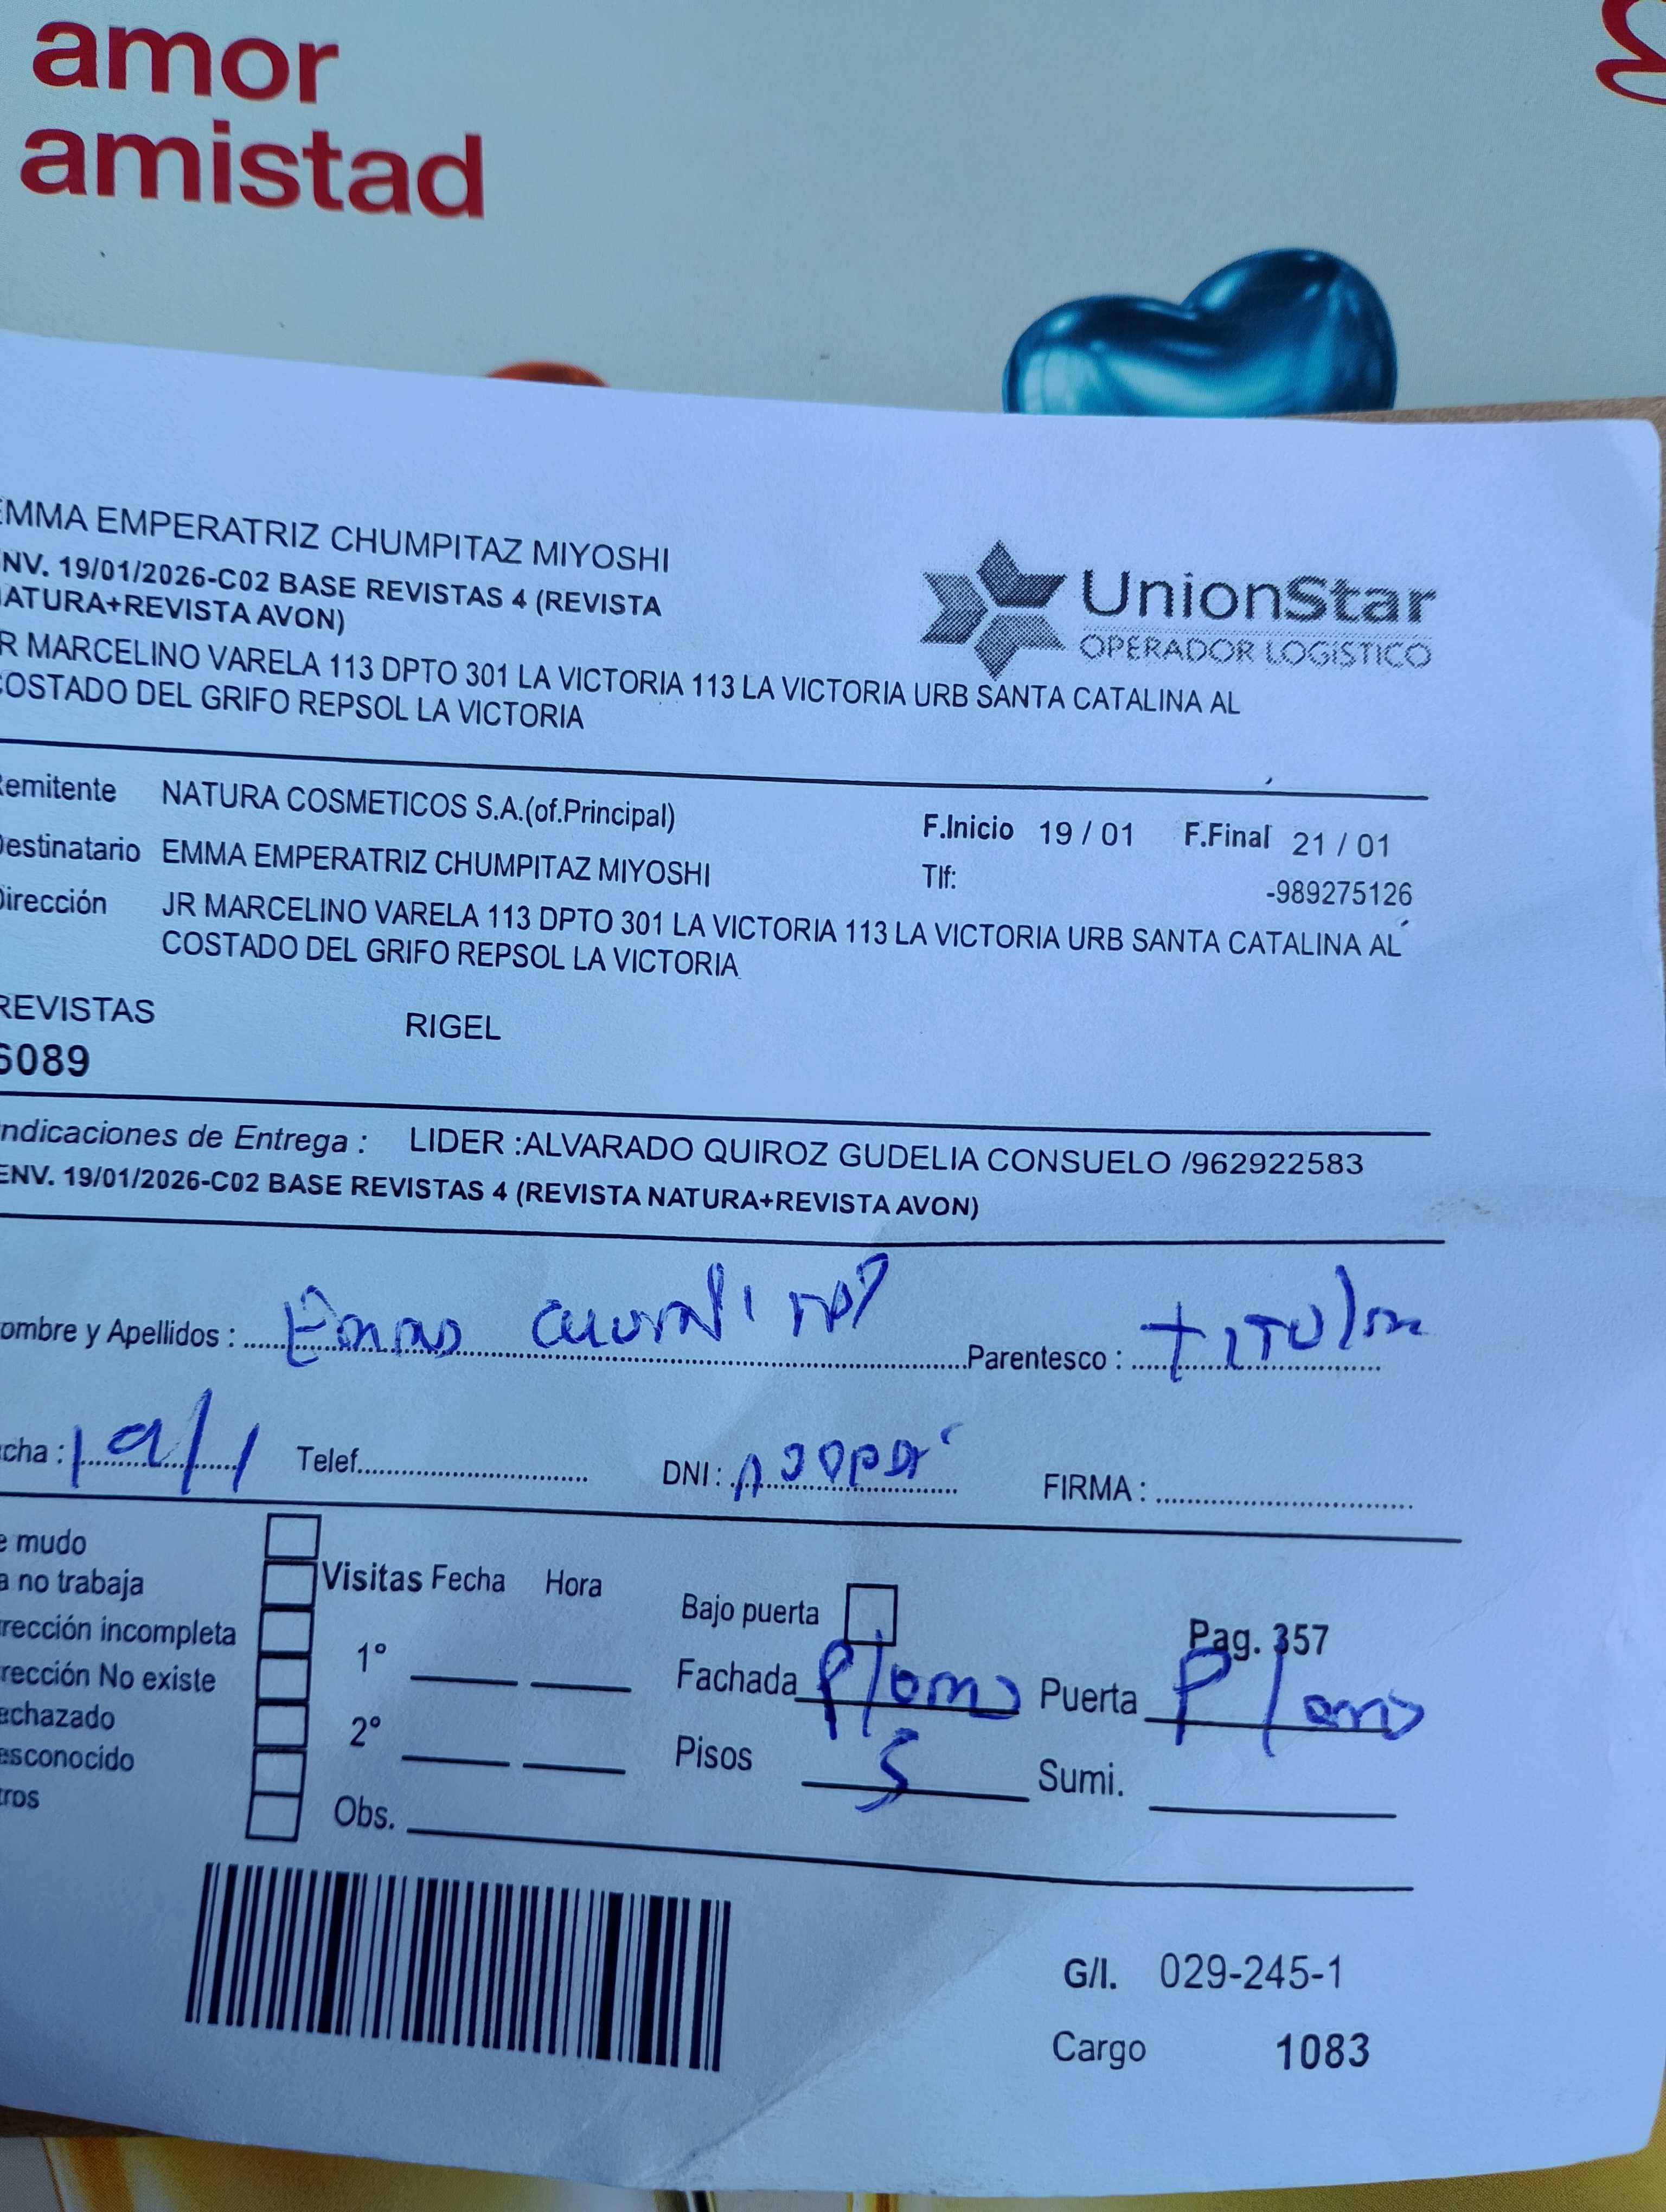 amor
amistad
EMMA EMPERATRIZ CHUMPITAZ MIYOSHI
NV. 19/01/2026-C02 BASE REVISTAS 4 (REVISTA
ATURA+REVISTA AVON)
R MARCELINO VARELA 113 DPTO 301 LA VICTORIA 113 LA VICTORIA URB SANTA CATALINA AL
COSTADO DEL GRIFO REPSOL LA VICTORIA
UnionStar
OPERADOR LOGíSTICO
Remitente NATURA COSMETICOS S.A.(of.Principal)
F.Inicio 19 / 01 F.Final 21 / 01
Destinatario EMMA EMPERATRIZ CHUMPITAZ MIYOSHI
Tlf: -989275126
Dirección JR MARCELINO VARELA 113 DPTO 301 LA VICTORIA 113 LA VICTORIA URB SANTA CATALINA AL
COSTADO DEL GRIFO REPSOL LA VICTORIA
REVISTAS RIGEL
6089
Indicaciones de Entrega : LIDER :ALVARADO QUIROZ GUDELIA CONSUELO /962922583
ENV. 19/01/2026-C02 BASE REVISTAS 4 (REVISTA NATURA+REVISTA AVON)
ombre y Apellidos : Parentesco : titular
cha : 19/1 Telef. DNI : FIRMA :
e mudo
a no trabaja
rección incompleta
rección No existe
echazado
esconocido
tros
Visitas Fecha Hora
1°
2°
Obs.
Bajo puerta Pag. 357
Fachada Plomo Puerta Plomo
Pisos 5 Sumi.
G/I. 029-245-1
Cargo 1083